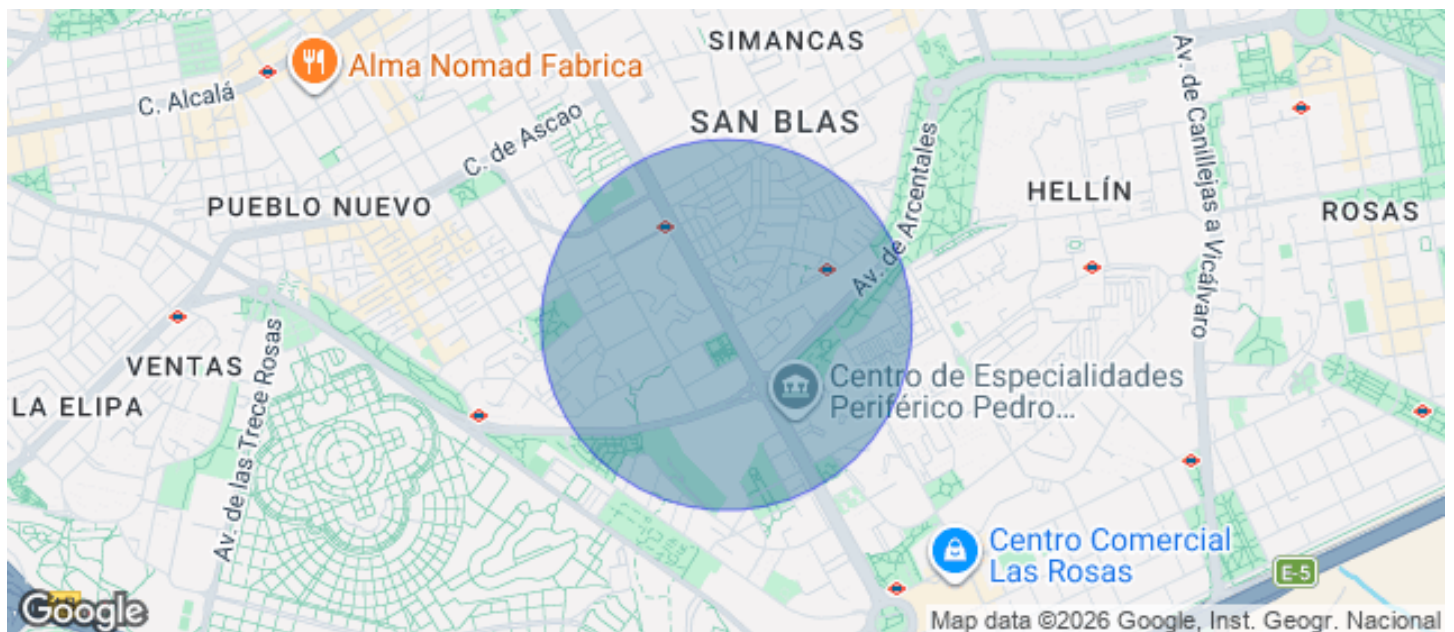 SIMANCAS
Alma Nomad Fabrica
C. Alcalá
SAN BLAS
C. de Ascao
Av. de Canillejas a Vicálvaro
Av. de Arcentales
HELLÍN
PUEBLO NUEVO
ROSAS
VENTAS
LA ELIPA
Av. de las Trece Rosas
Centro de Especialidades
Periférico Pedro...
Centro Comercial
Las Rosas
E-5
Google
Map data ©2026 Google, Inst. Geogr. Nacional